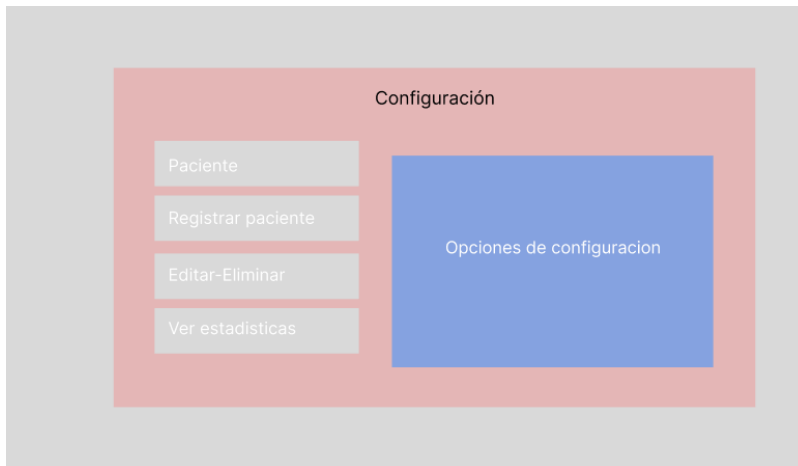 Configuración
Paciente
Registrar paciente
Editar-Eliminar
Ver estadisticas
Opciones de configuracion